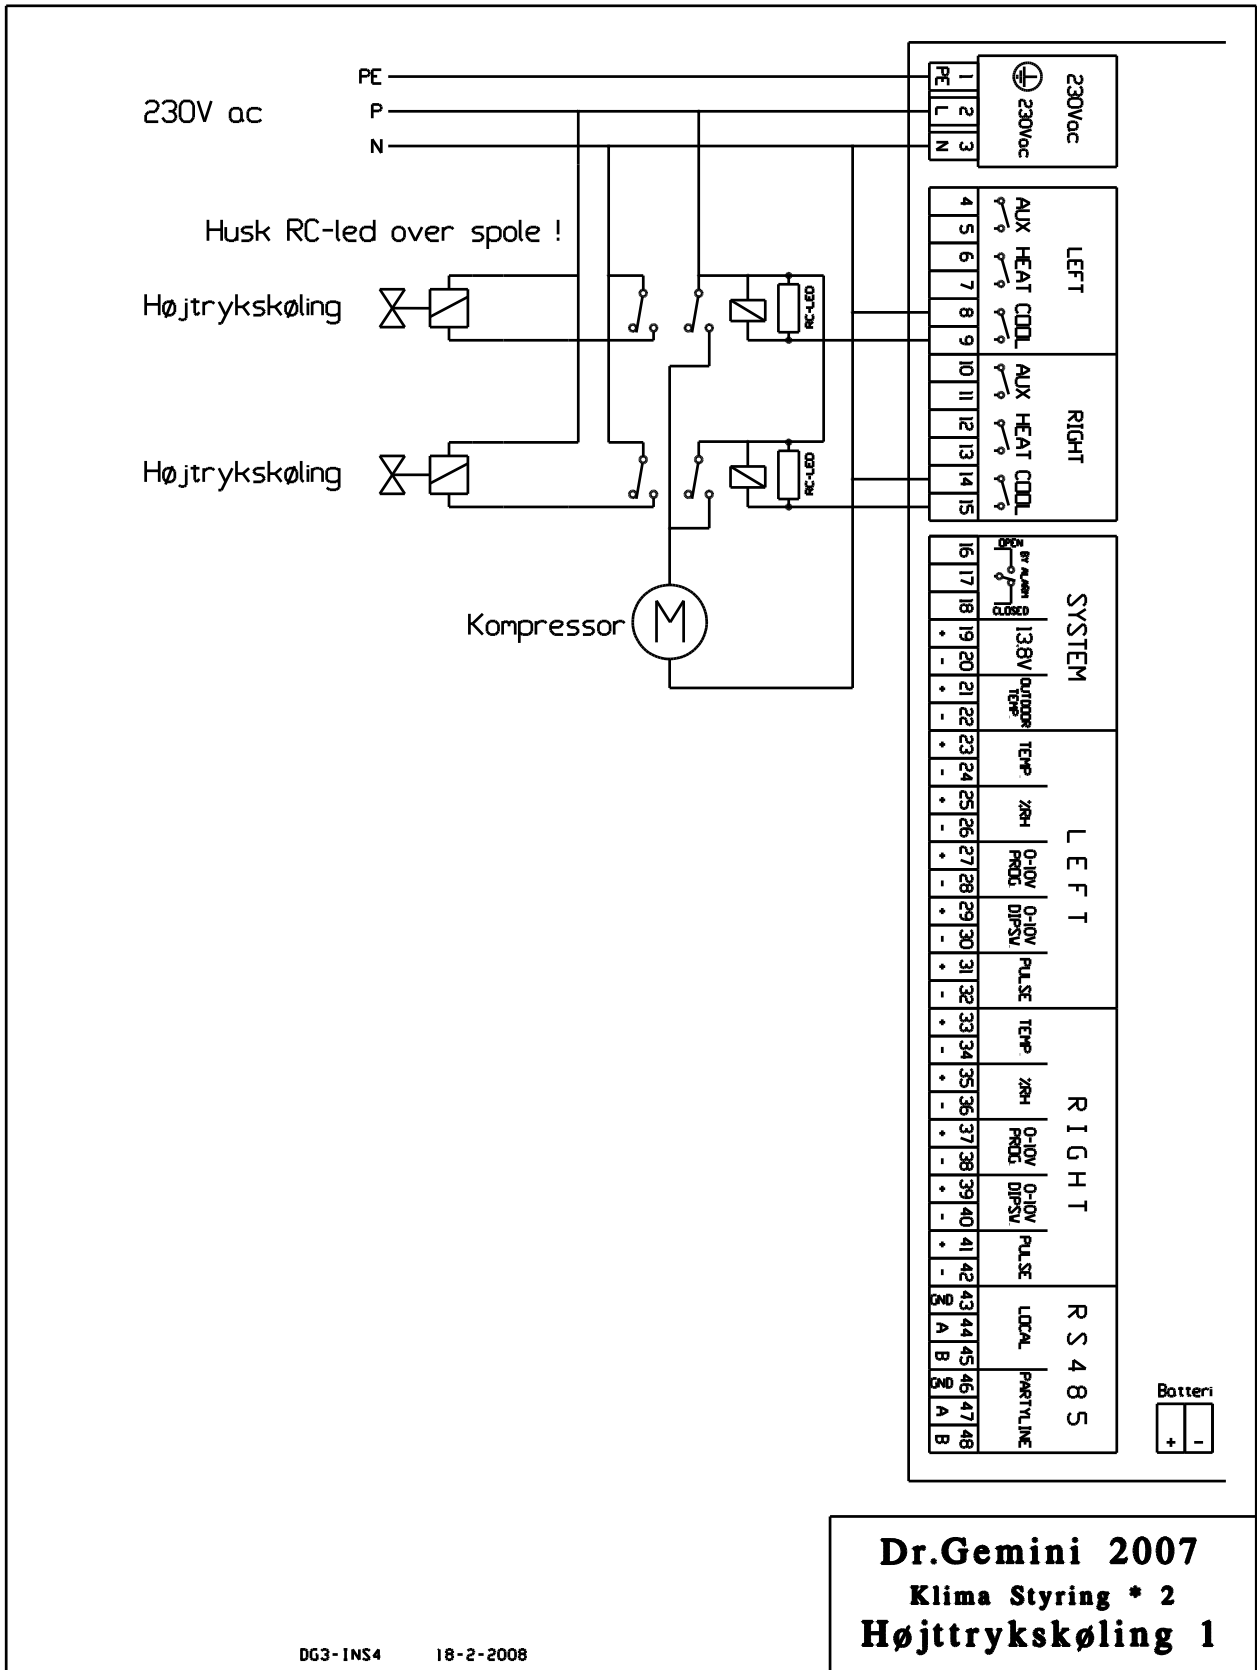 PE
230V ac
P
N
Husk RC-led over spole !
Højtrykskøling
RC-LED
Højtrykskøling
RC-LED
Kompressor
M
PE 1
L 2
N 3
230Vac
230Vac
4
5
AUX
6
7
HEAT
8
9
COOL
LEFT
10
11
AUX
12
13
HEAT
14
15
COOL
RIGHT
16
17
18
OPEN
BY ALARM
CLOSED
+ 19
- 20
13.8V
+ 21
- 22
OUTDOOR
TEMP.
SYSTEM
+ 23
- 24
TEMP.
+ 25
- 26
%RH
+ 27
- 28
0-10V
PROG.
+ 29
- 30
0-10V
DIPSW.
+ 31
- 32
PULSE
LEFT
+ 33
- 34
TEMP.
+ 35
- 36
%RH
+ 37
- 38
0-10V
PROG.
+ 39
- 40
0-10V
DIPSW.
+ 41
- 42
PULSE
RIGHT
GND 43
A 44
B 45
LOCAL
GND 46
A 47
B 48
PARTYLINE
RS485
Batteri
+ -
Dr.Gemini 2007
Klima Styring * 2
Højttrykskøling 1
DG3-INS4 18-2-2008